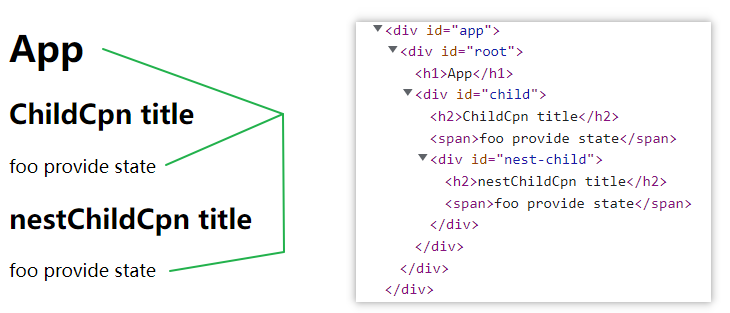 App
ChildCpn title
foo provide state
nestChildCpn title
foo provide state
<div id="app">
<div id="root">
<h1>App</h1>
<div id="child">
<h2>ChildCpn title</h2>
<span>foo provide state</span>
<div id="nest-child">
<h2>nestChildCpn title</h2>
<span>foo provide state</span>
</div>
</div>
</div>
</div>